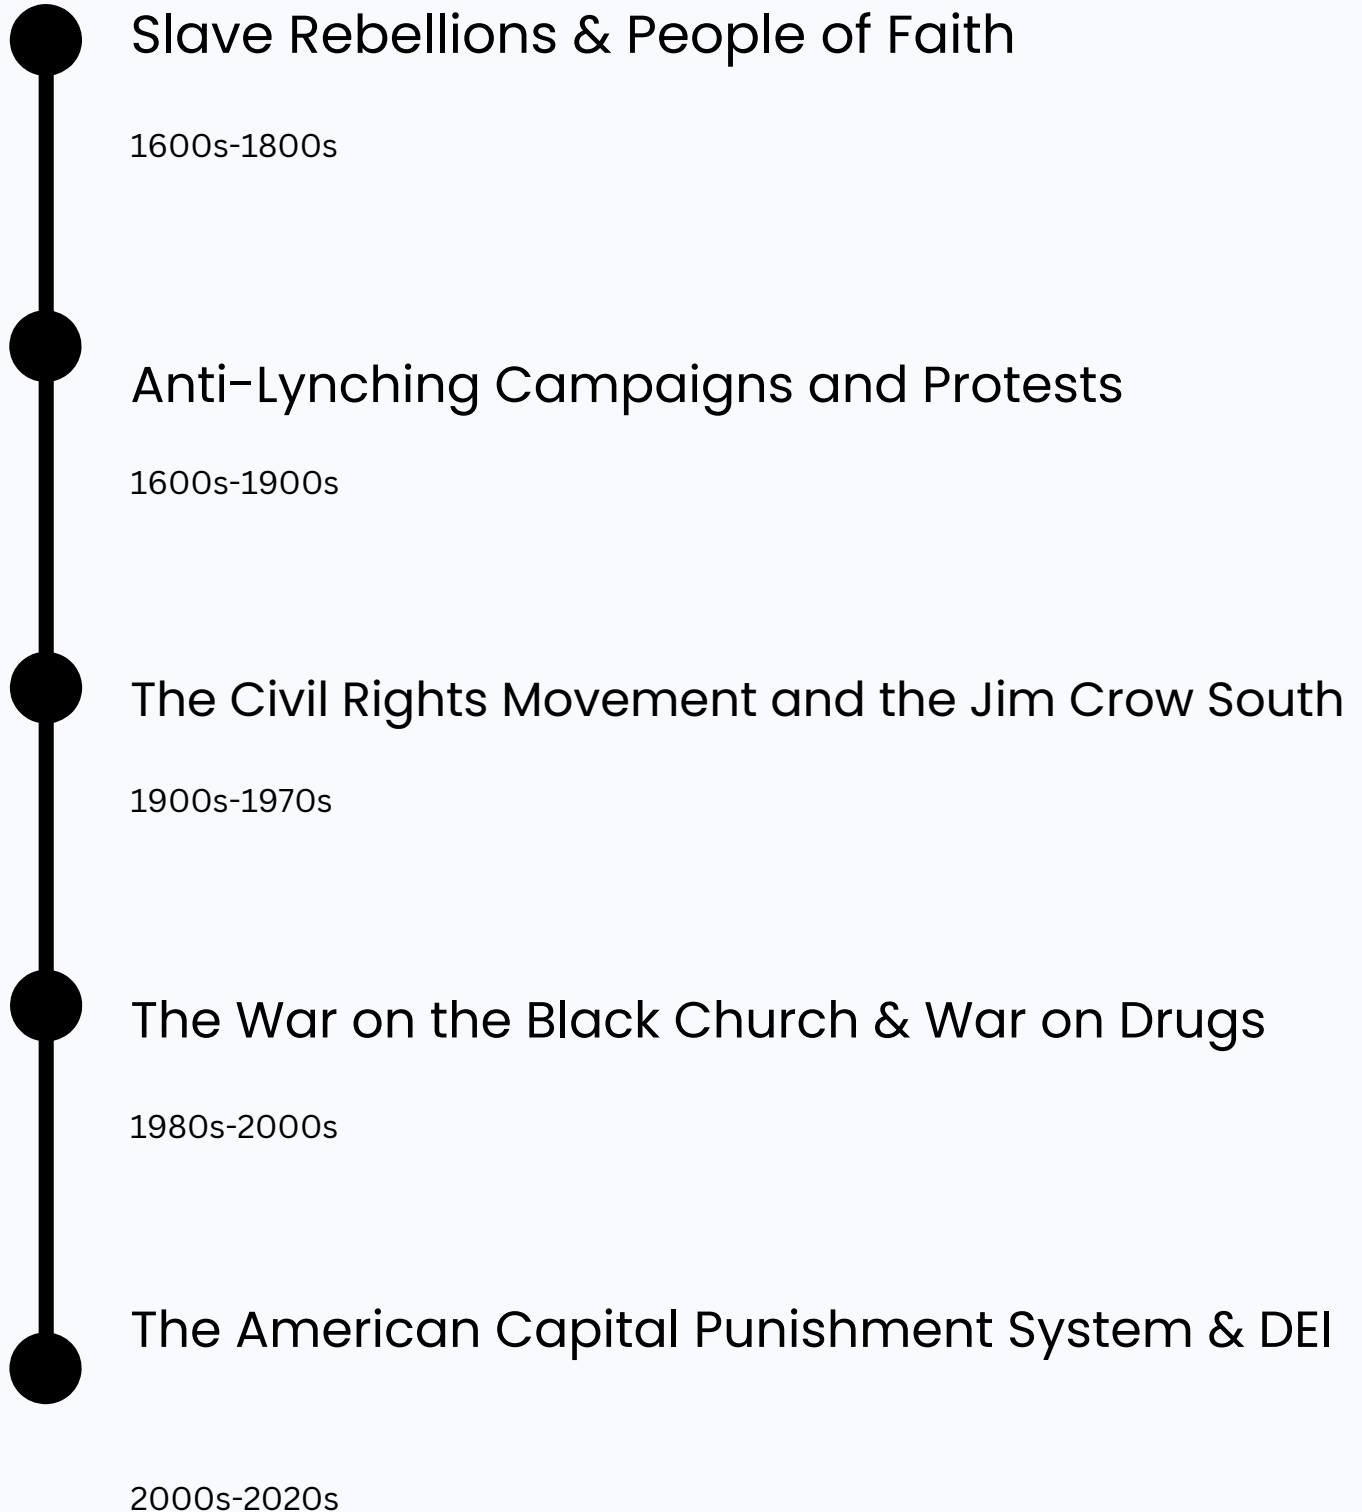 Slave Rebellions & People of Faith
1600s-1800s
Anti-Lynching Campaigns and Protests
1600s-1900s
The Civil Rights Movement and the Jim Crow South
1900s-1970s
The War on the Black Church & War on Drugs
1980s-2000s
The American Capital Punishment System & DEI
2000s-2020s